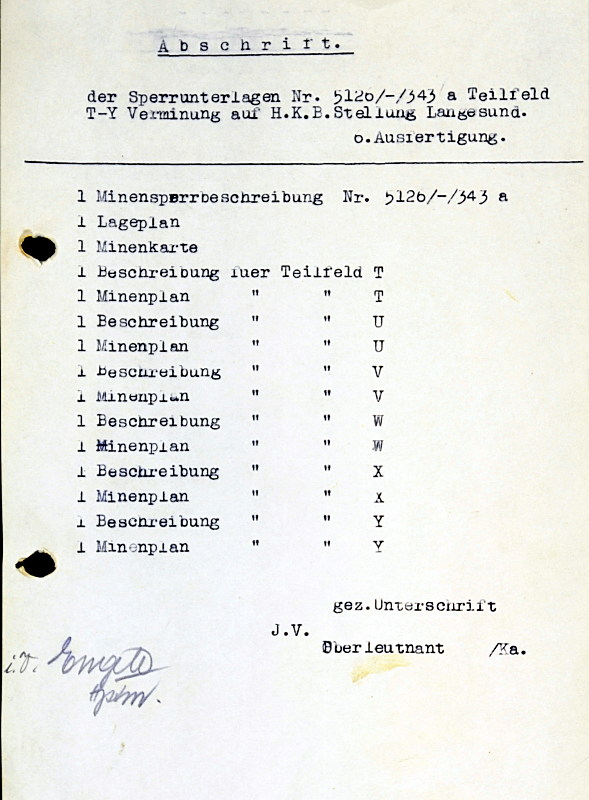 A b s c h r i f t.
der Sperrunterlagen Nr. 5126/-/343 a Teilfeld
T-Y Verminung auf H.K.B.Stellung Langesund.
o.Ausfertigung.
1 Minensperrbeschreibung Nr. 5126/-/343 a
1 Lageplan
1 Minenkarte
1 Beschreibung fuer Teilfeld T
1 Minenplan " " T
1 Beschreibung " " U
1 Minenplan " " U
1 Beschreibung " " V
1 Minenplan " " V
1 Beschreibung " " W
1 Minenplan " " W
1 Beschreibung " " X
1 Minenplan " " X
1 Beschreibung " " Y
1 Minenplan " " Y
gez.Unterschrift
J.V.
Oberleutnant /Ka.
i.V.